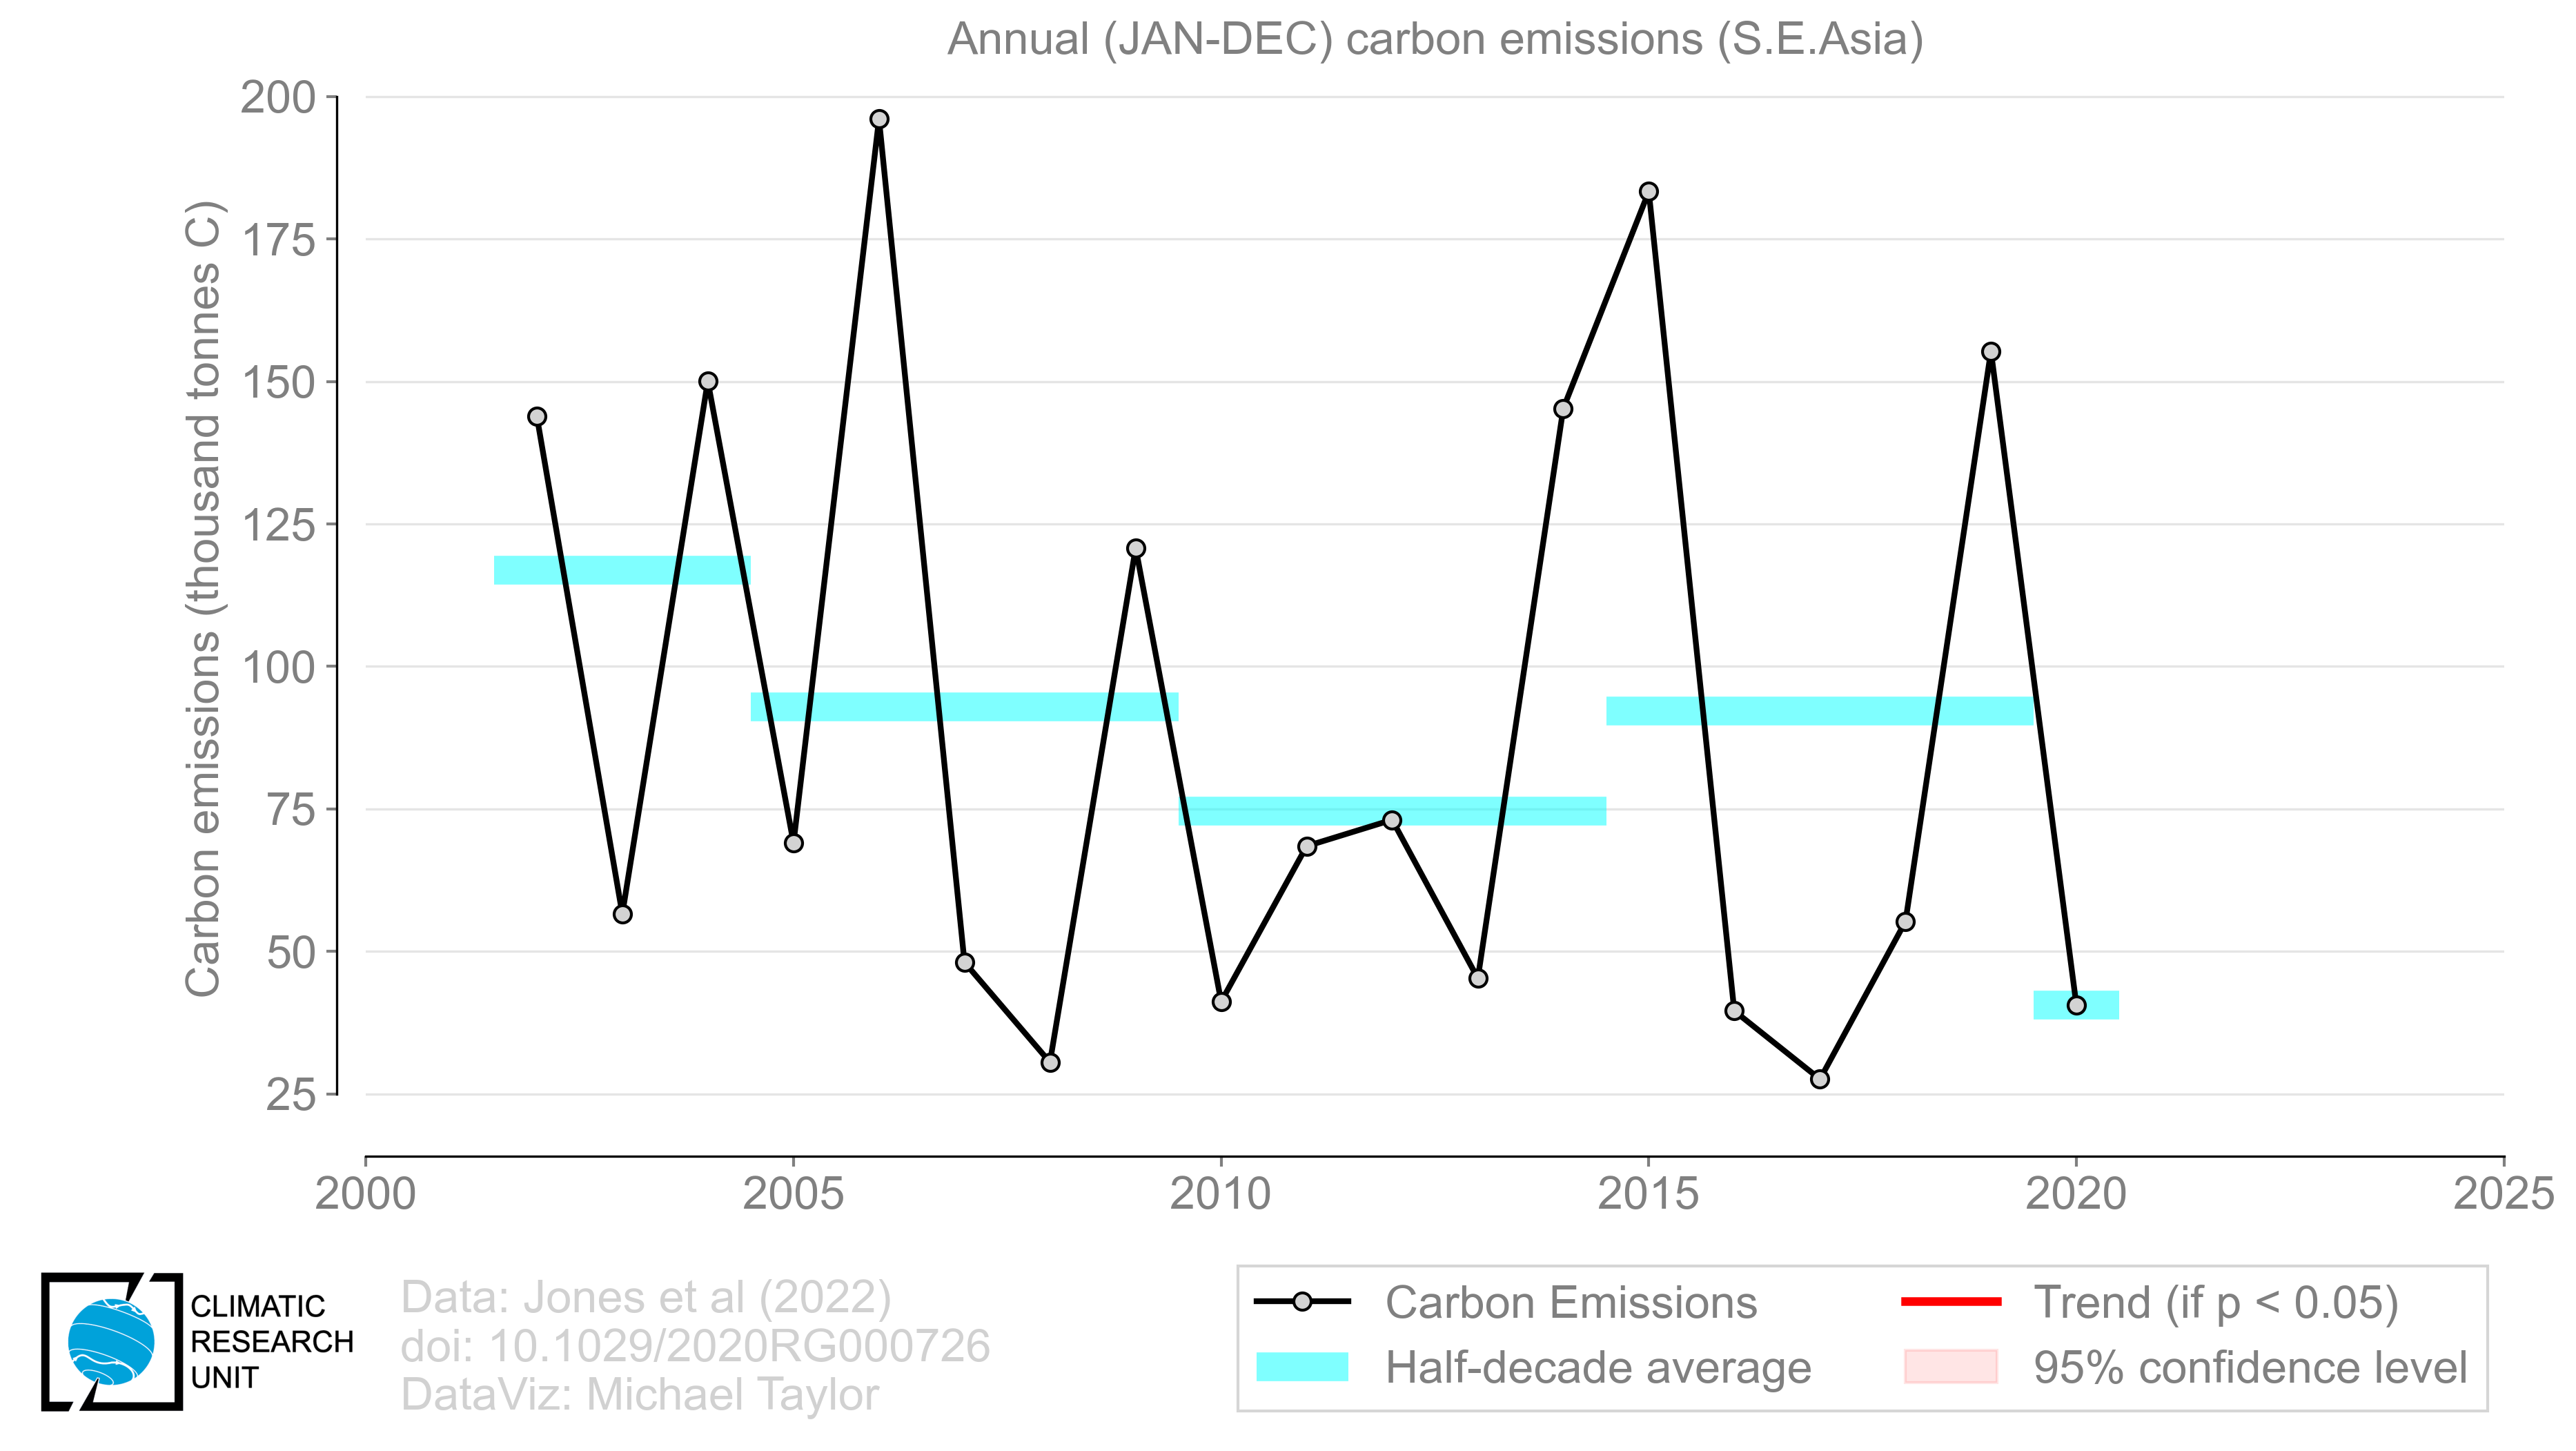 Annual (JAN-DEC) carbon emissions (S.E.Asia)
Carbon emissions (thousand tonnes C)
200
175
150
125
100
75
50
25
2000 2005 2010 2015 2020 2025
CLIMATIC
RESEARCH
UNIT
Data: Jones et al (2022)
doi: 10.1029/2020RG000726
DataViz: Michael Taylor
Carbon Emissions
Half-decade average
Trend (if p < 0.05)
95% confidence level